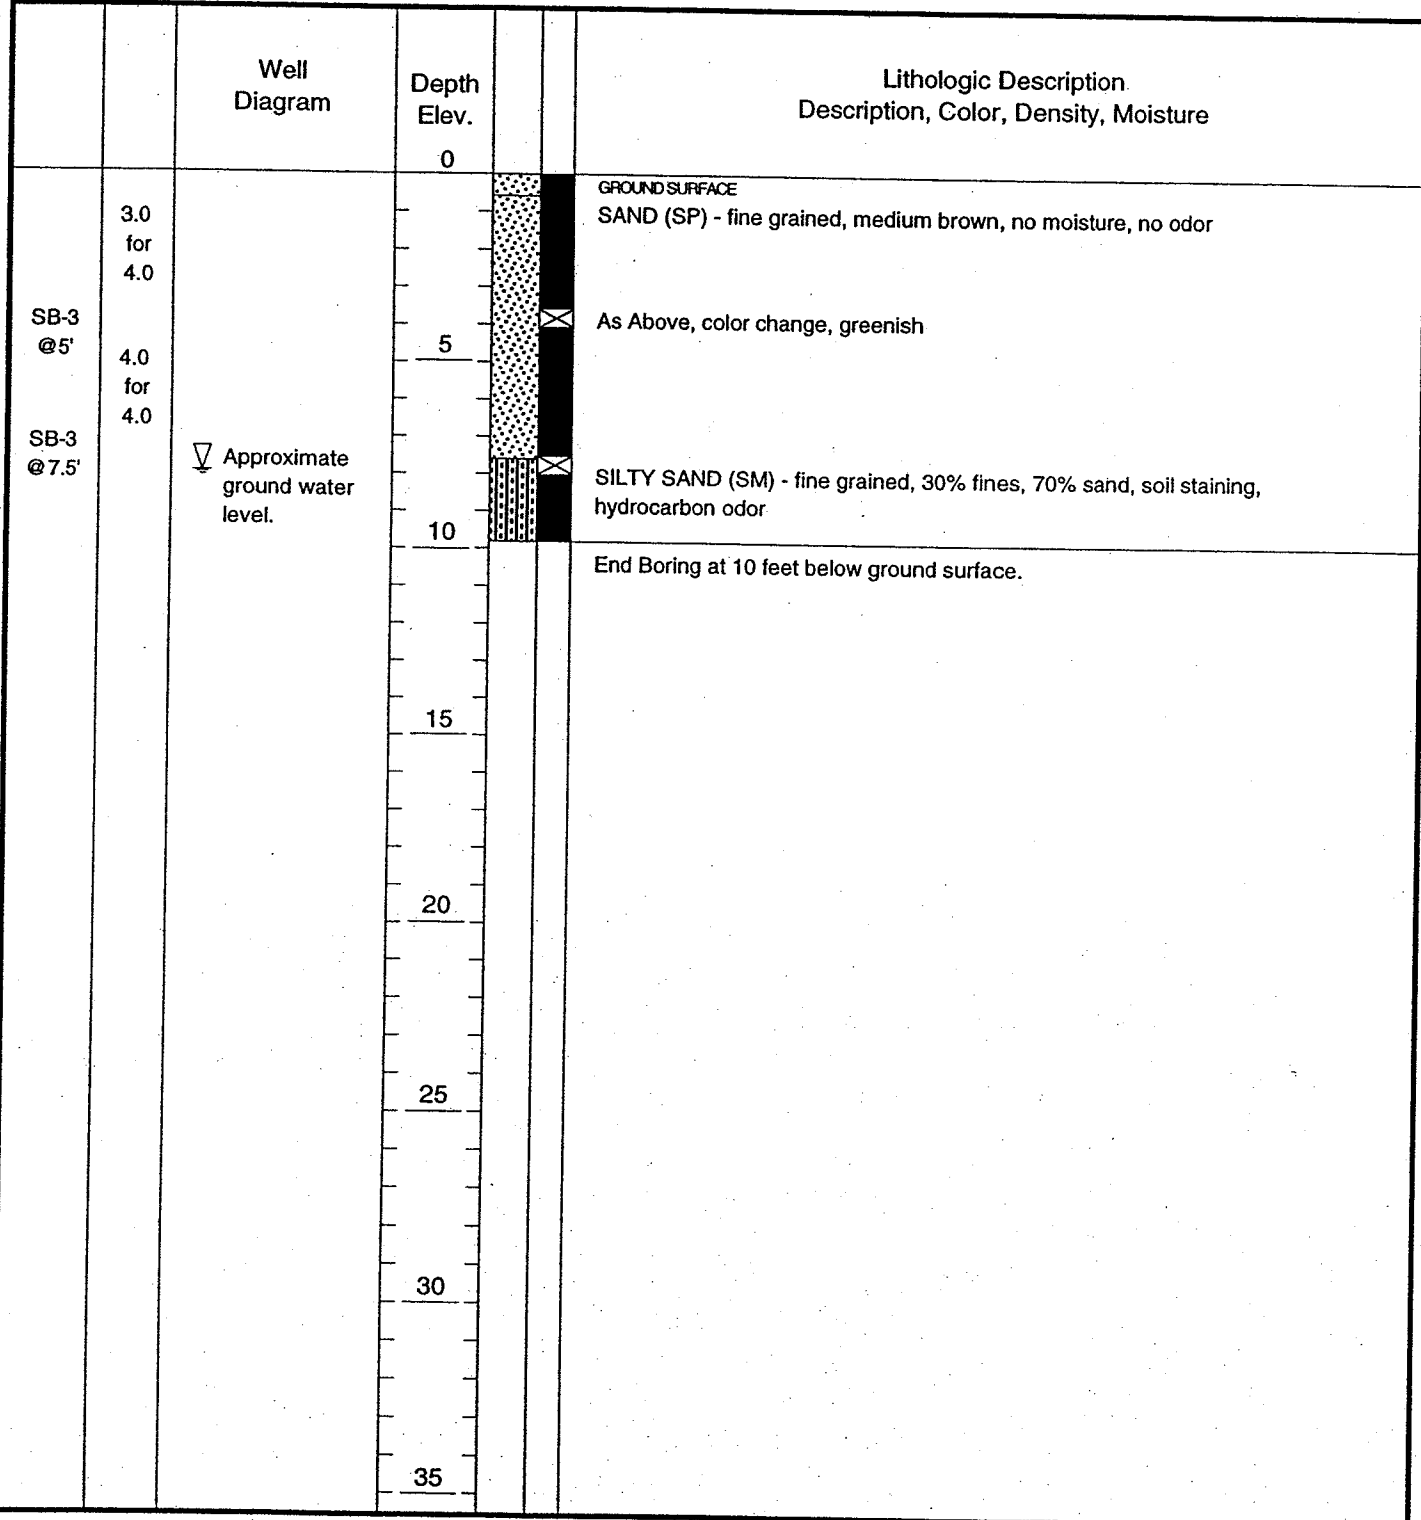 Well
Diagram
Depth
Elev.
0
Lithologic Description
Description, Color, Density, Moisture
GROUND SURFACE
SAND (SP) - fine grained, medium brown, no moisture, no odor
3.0
for
4.0
SB-3
@5'
As Above, color change, greenish
5
4.0
for
4.0
SB-3
@7.5'
Approximate
ground water
level.
SILTY SAND (SM) - fine grained, 30% fines, 70% sand, soil staining,
hydrocarbon odor
10
End Boring at 10 feet below ground surface.
15
20
25
30
35